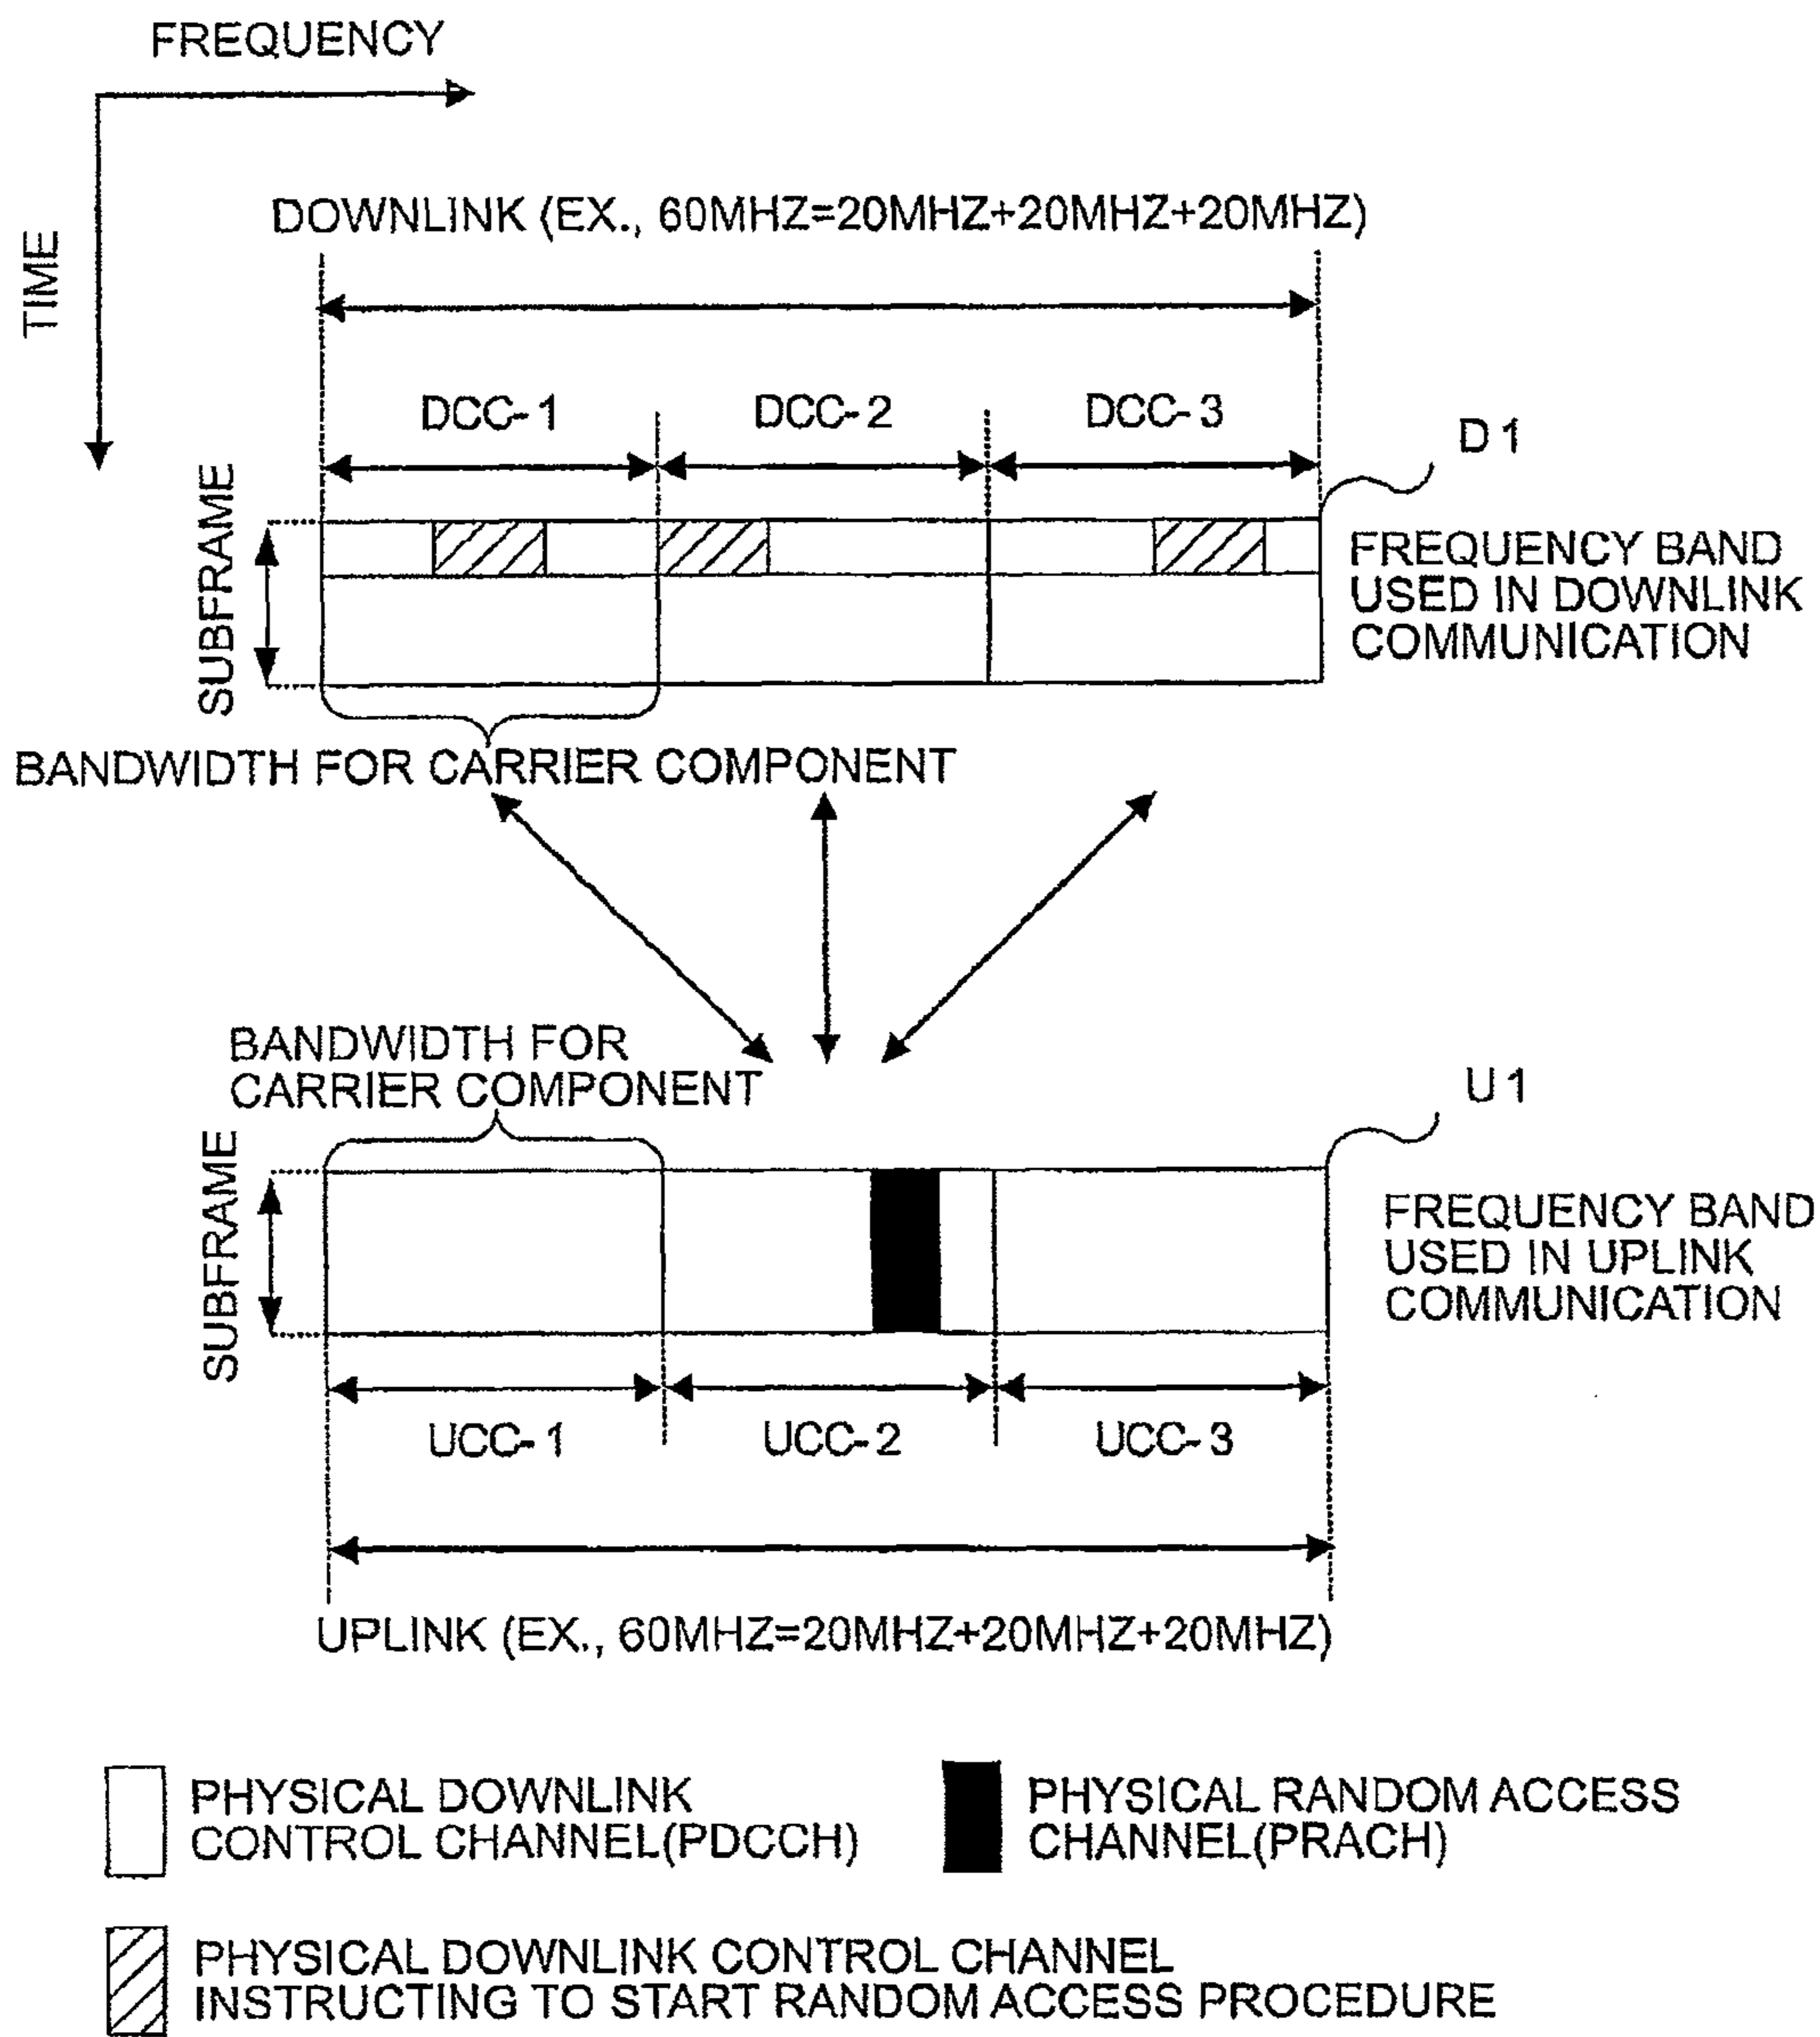 FREQUENCY
TIME
DOWNLINK (EX., 60MHZ=20MHZ+20MHZ+20MHZ)
DCC-1
DCC-2
DCC-3
D1
SUBFRAME
FREQUENCY BAND
USED IN DOWNLINK
COMMUNICATION
BANDWIDTH FOR CARRIER COMPONENT
BANDWIDTH FOR
CARRIER COMPONENT
U1
SUBFRAME
FREQUENCY BAND
USED IN UPLINK
COMMUNICATION
UCC-1
UCC-2
UCC-3
UPLINK (EX., 60MHZ=20MHZ+20MHZ+20MHZ)
PHYSICAL DOWNLINK
CONTROL CHANNEL(PDCCH)
PHYSICAL RANDOM ACCESS
CHANNEL(PRACH)
PHYSICAL DOWNLINK CONTROL CHANNEL
INSTRUCTING TO START RANDOM ACCESS PROCEDURE